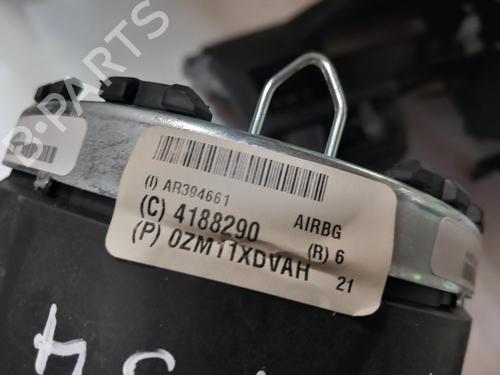 B-PARTS
(I) AR394661
(C) 4188290 AIRBG
(P) 0ZM11XDVAH (R) 6
21